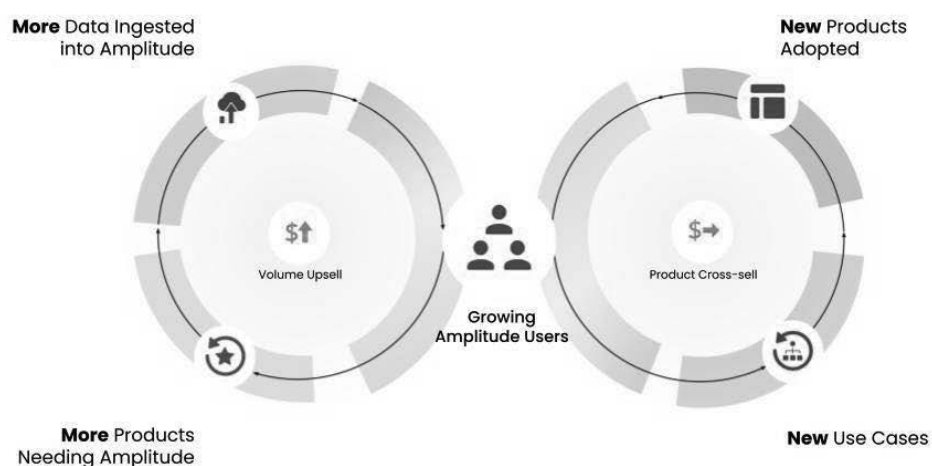 More Data Ingested
into Amplitude
New Products
Adopted
$
Volume Upsell
$
Product Cross-sell
Growing
Amplitude Users
More Products
Needing Amplitude
New Use Cases